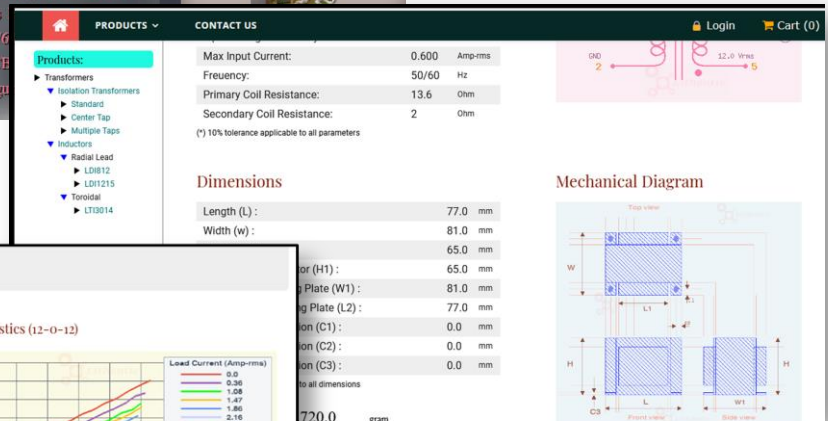 PRODUCTS
CONTACT US
Login
Cart (0)
Products:
Transformers
Isolation Transformers
Standard
Center Tap
Multiple Taps
Inductors
Radial Lead
LDI812
LDI1215
Toroidal
LTI3014
Max Input Current: 0.600 Amp-rms
Freuency: 50/60 Hz
Primary Coil Resistance: 13.6 Ohm
Secondary Coil Resistance: 2 Ohm
(*) 10% tolerance applicable to all parameters
GND
2
12.0 Vrms
5
Dimensions
Length (L) : 77.0 mm
Width (w) : 81.0 mm
65.0 mm
(H1) : 65.0 mm
Plate (W1) : 81.0 mm
Plate (L2) : 77.0 mm
(C1) : 0.0 mm
(C2) : 0.0 mm
(C3) : 0.0 mm
to all dimensions
720.0 gram
Mechanical Diagram
Top view
W
L1
H
H
L
W1
C3
Front view
Side view
(12-0-12)
Load Current (Amp-rms)
0.0
0.36
1.08
1.47
1.86
2.16